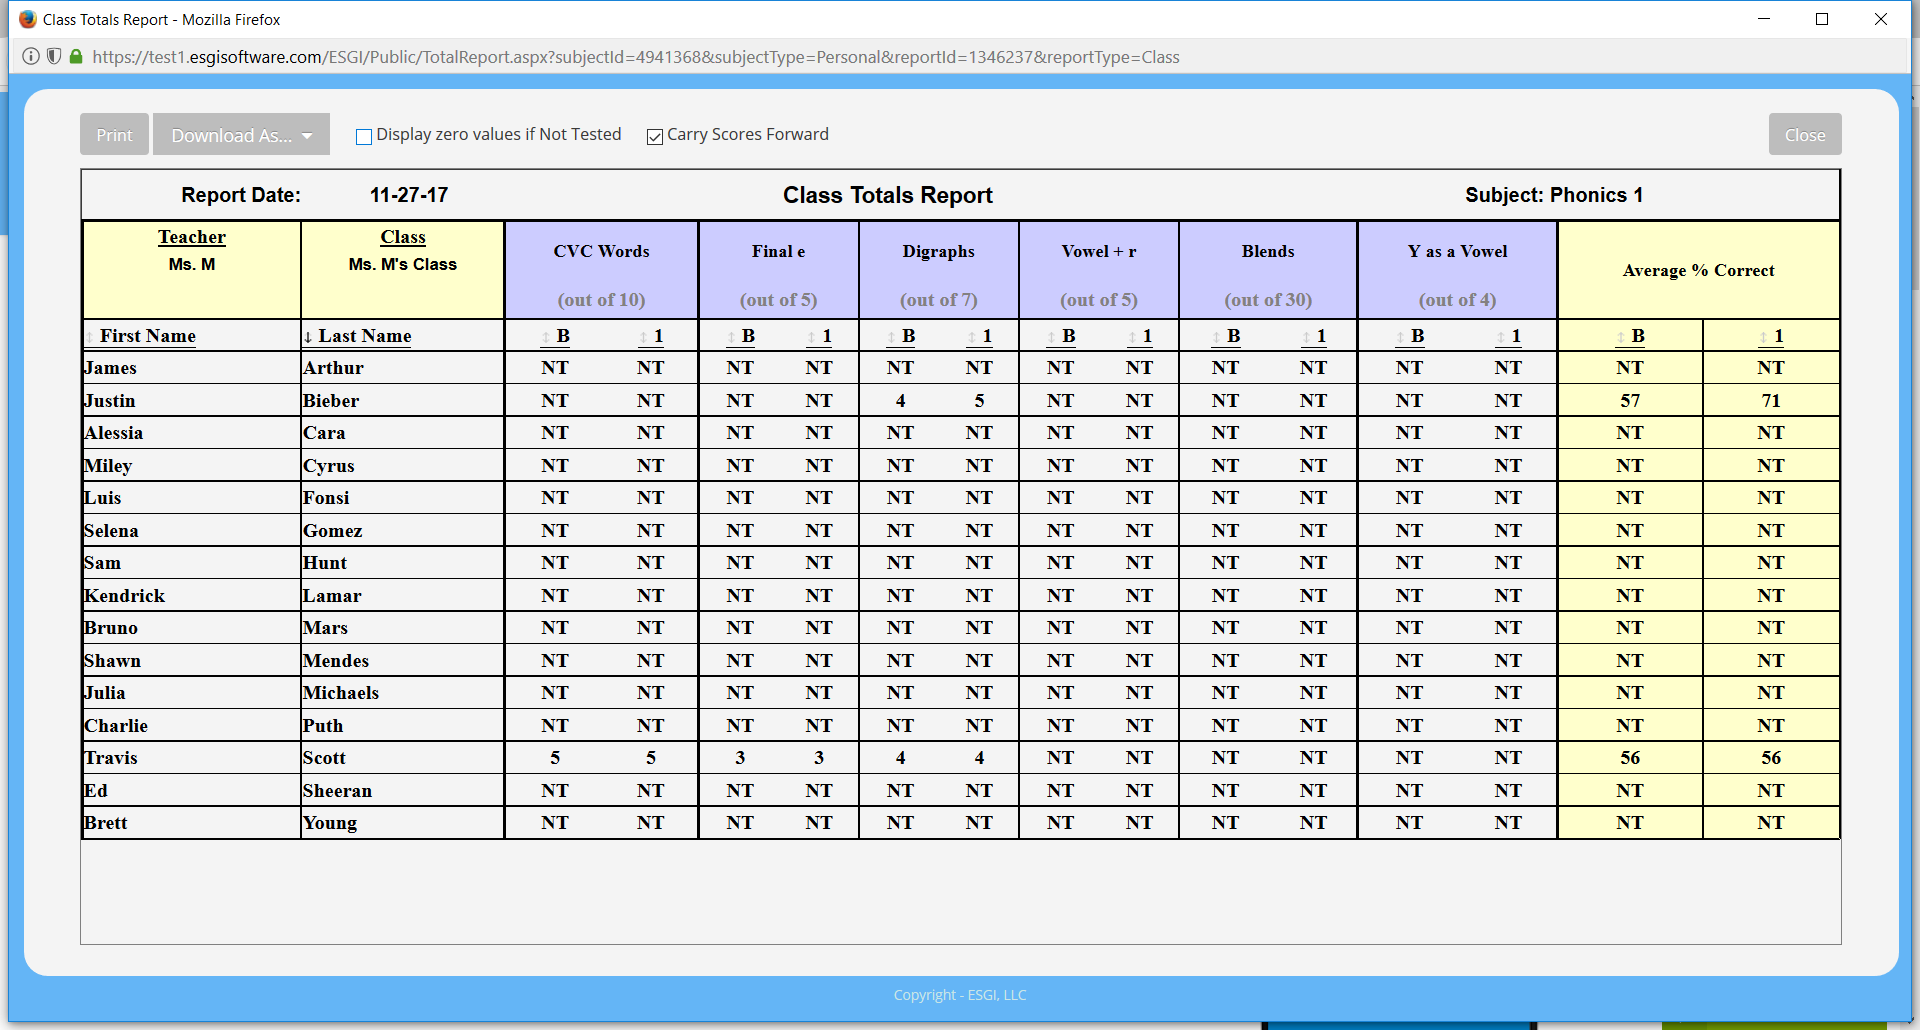 Class Totals Report - Mozilla Firefox
https://test1.esgisoftware.com/ESGI/Public/TotalReport.aspx?subjectId=4941368&subjectType=Personal&reportId=1346237&reportType=Class
Print Download As... Display zero values if Not Tested Carry Scores Forward Close
Report Date: 11-27-17 Class Totals Report Subject: Phonics 1
Teacher Class CVC Words Final e Digraphs Vowel + r Blends Y as a Vowel Average % Correct
Ms. M Ms. M's Class
(out of 10) (out of 5) (out of 7) (out of 5) (out of 30) (out of 4)
↕ First Name ↓ Last Name ↕ B ↕ 1 ↕ B ↕ 1 ↕ B ↕ 1 ↕ B ↕ 1 ↕ B ↕ 1 ↕ B ↕ 1 ↕ B ↕ 1
James Arthur NT NT NT NT NT NT NT NT NT NT NT NT NT NT
Justin Bieber NT NT NT NT 4 5 NT NT NT NT NT NT 57 71
Alessia Cara NT NT NT NT NT NT NT NT NT NT NT NT NT NT
Miley Cyrus NT NT NT NT NT NT NT NT NT NT NT NT NT NT
Luis Fonsi NT NT NT NT NT NT NT NT NT NT NT NT NT NT
Selena Gomez NT NT NT NT NT NT NT NT NT NT NT NT NT NT
Sam Hunt NT NT NT NT NT NT NT NT NT NT NT NT NT NT
Kendrick Lamar NT NT NT NT NT NT NT NT NT NT NT NT NT NT
Bruno Mars NT NT NT NT NT NT NT NT NT NT NT NT NT NT
Shawn Mendes NT NT NT NT NT NT NT NT NT NT NT NT NT NT
Julia Michaels NT NT NT NT NT NT NT NT NT NT NT NT NT NT
Charlie Puth NT NT NT NT NT NT NT NT NT NT NT NT NT NT
Travis Scott 5 5 3 3 4 4 NT NT NT NT NT NT 56 56
Ed Sheeran NT NT NT NT NT NT NT NT NT NT NT NT NT NT
Brett Young NT NT NT NT NT NT NT NT NT NT NT NT NT NT
Copyright - ESGI, LLC